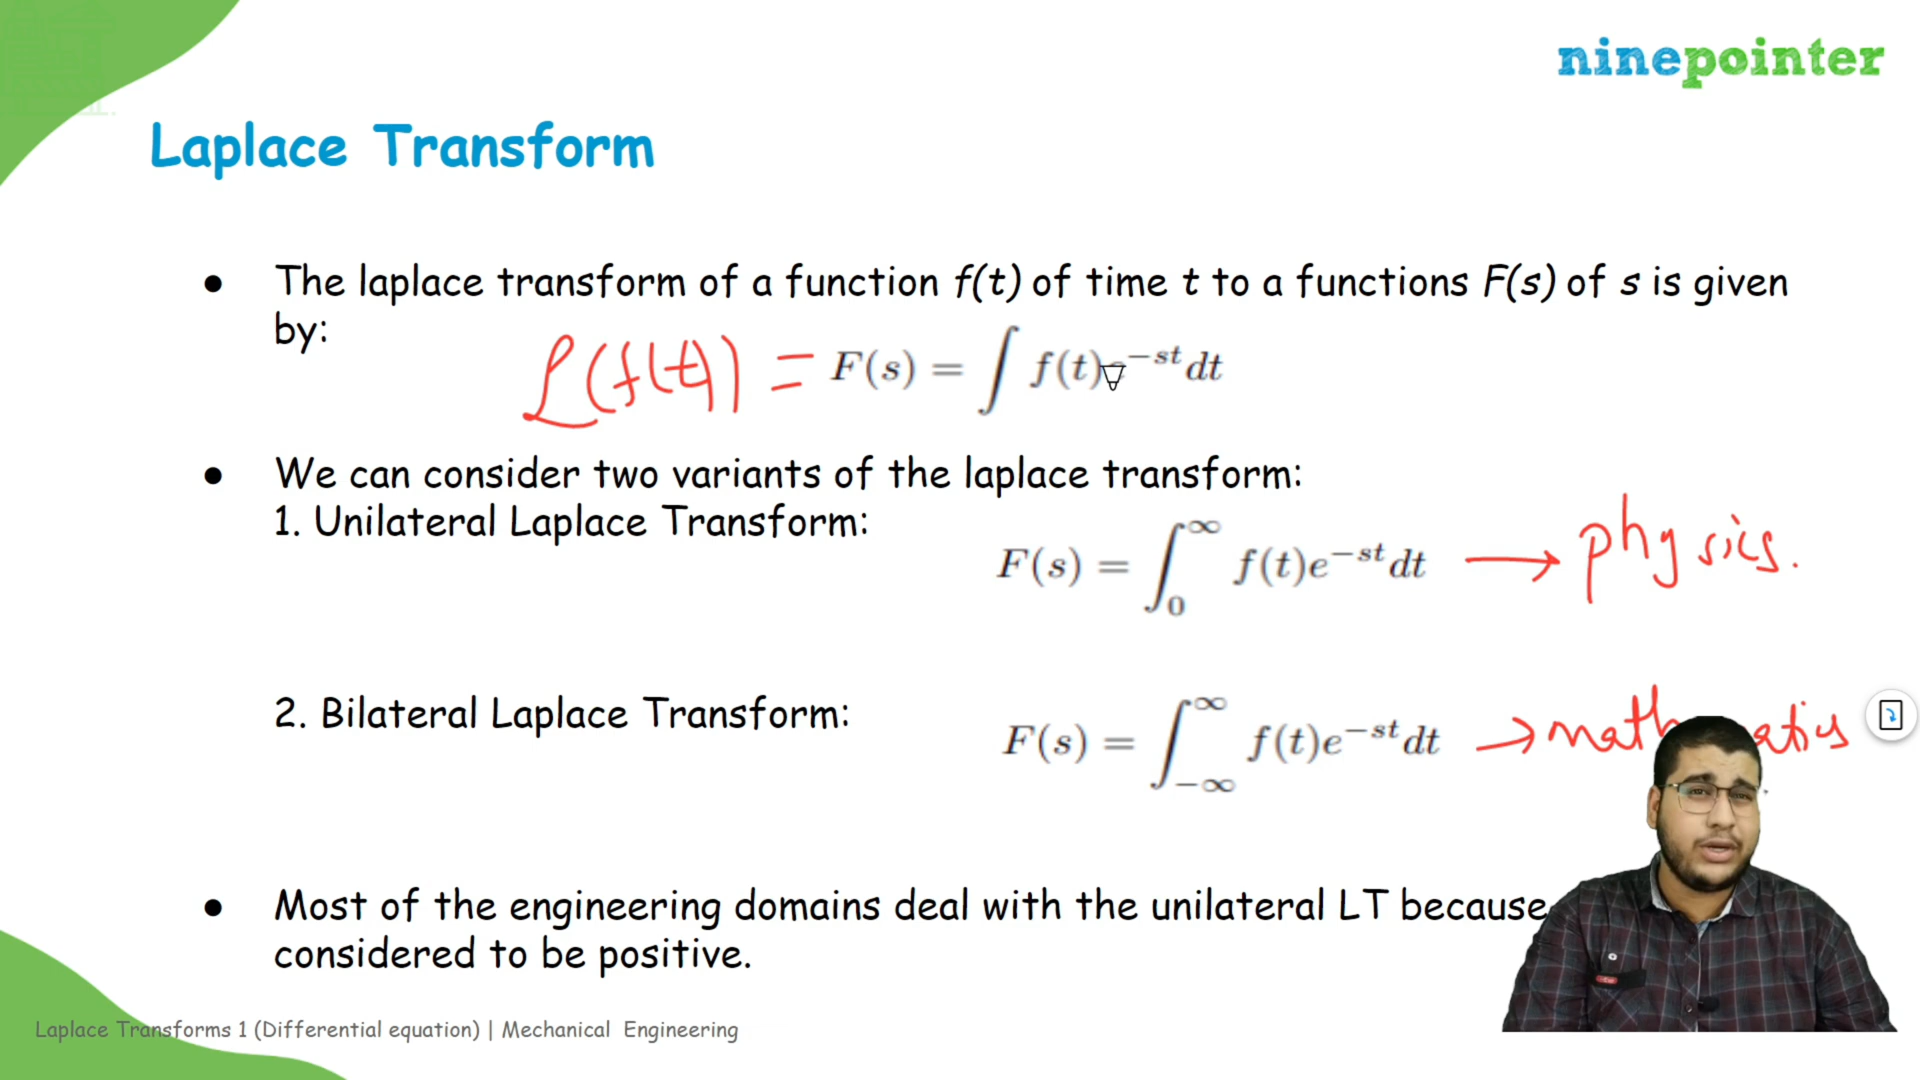 ninepointer
Laplace Transform
● The laplace transform of a function f(t) of time t to a functions F(s) of s is given
by:
ℒ(f(t)) = F(s) = ∫ f(t)e^{-st}dt
● We can consider two variants of the laplace transform:
1. Unilateral Laplace Transform:
F(s) = ∫_0^∞ f(t)e^{-st}dt → physics.
2. Bilateral Laplace Transform:
F(s) = ∫_{-∞}^∞ f(t)e^{-st}dt →
● Most of the engineering domains deal with the unilateral LT because
considered to be positive.
Laplace Transforms 1 (Differential equation) | Mechanical Engineering